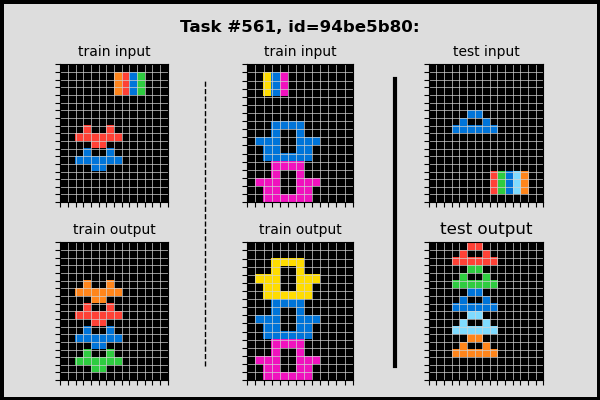 Task #561, id=94be5b80:
train input
train input
test input
train output
train output
test output